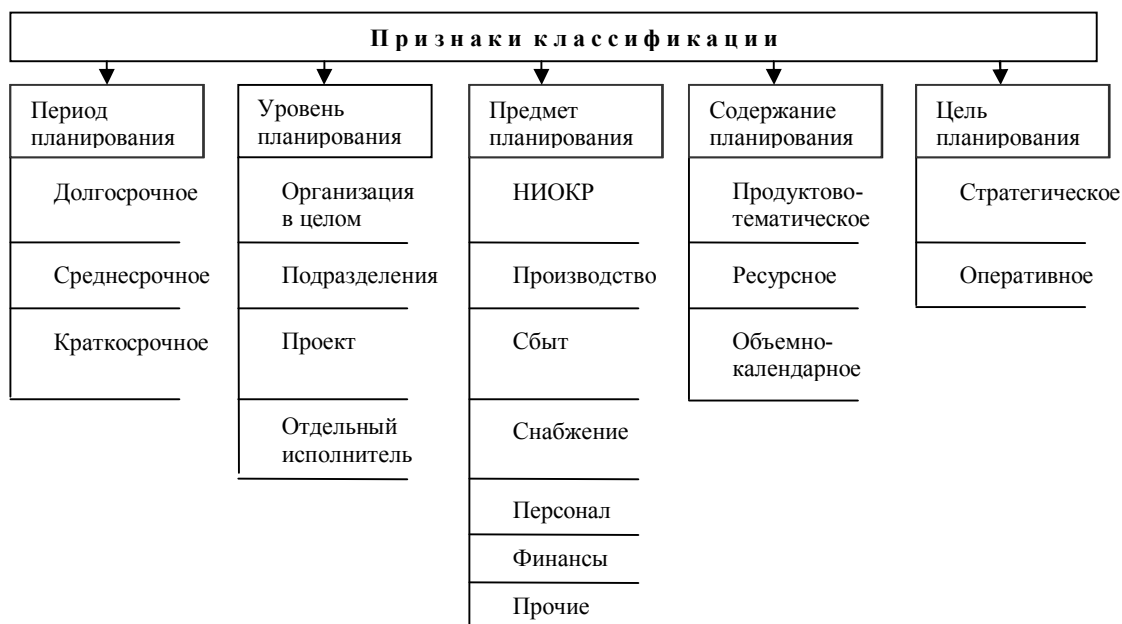 Признаки классификации
Период
планирования
Долгосрочное
Среднесрочное
Краткосрочное
Уровень
планирования
Организация
в целом
Подразделения
Проект
Отдельный
исполнитель
Предмет
планирования
НИОКР
Производство
Сбыт
Снабжение
Персонал
Финансы
Прочие
Содержание
планирования
Продуктово-
тематическое
Ресурсное
Объемно-
календарное
Цель
планирования
Стратегическое
Оперативное